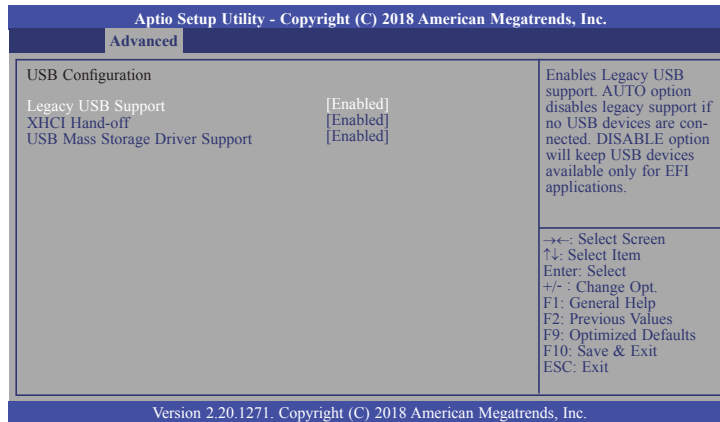 Aptio Setup Utility - Copyright (C) 2018 American Megatrends, Inc.
Advanced
USB Configuration
Legacy USB Support [Enabled]
XHCI Hand-off [Enabled]
USB Mass Storage Driver Support [Enabled]
Enables Legacy USB
support. AUTO option
disables legacy support if
no USB devices are con-
nected. DISABLE option
will keep USB devices
available only for EFI
applications.
→←: Select Screen
↑↓: Select Item
Enter: Select
+/- : Change Opt.
F1: General Help
F2: Previous Values
F9: Optimized Defaults
F10: Save & Exit
ESC: Exit
Version 2.20.1271. Copyright (C) 2018 American Megatrends, Inc.